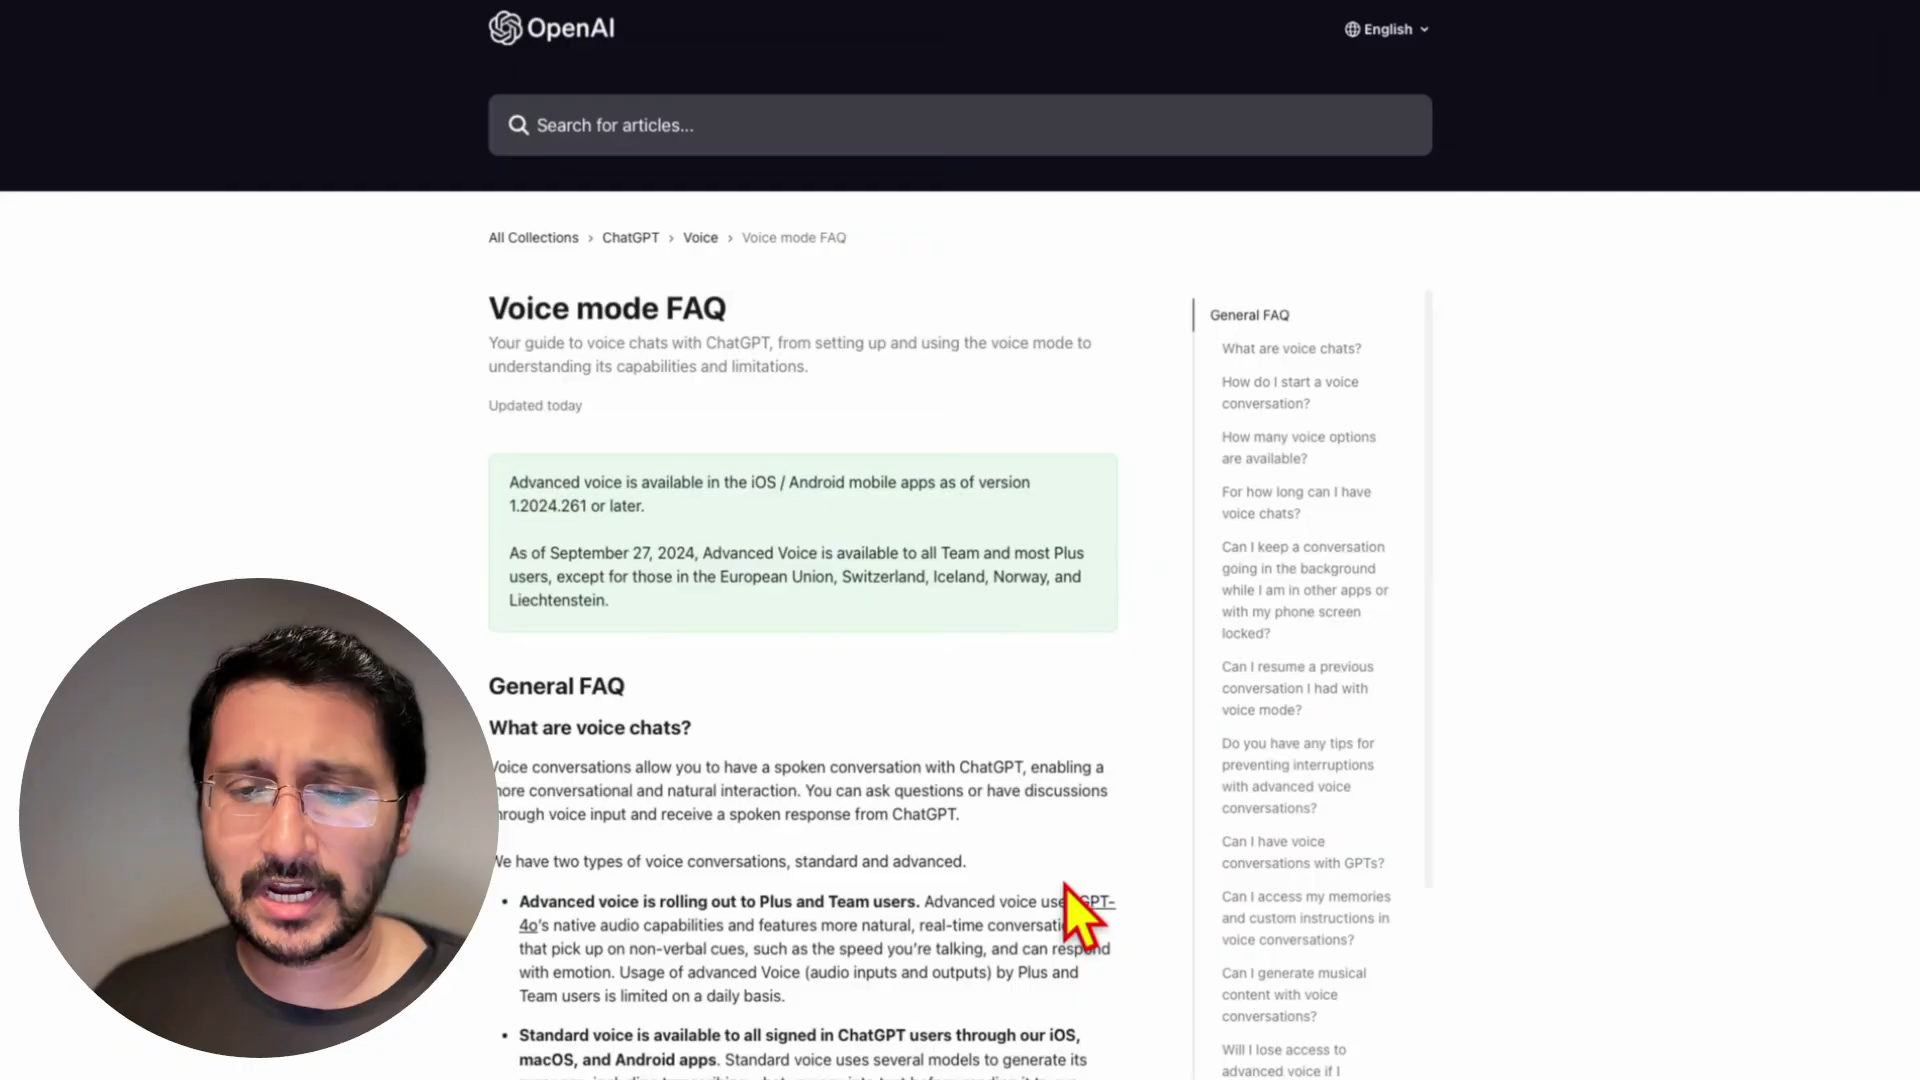 OpenAI
English
Search for articles...
All Collections > ChatGPT > Voice > Voice mode FAQ
Voice mode FAQ
Your guide to voice chats with ChatGPT, from setting up and using the voice mode to
understanding its capabilities and limitations.
Updated today
Advanced voice is available in the iOS / Android mobile apps as of version
1.2024.261 or later.
As of September 27, 2024, Advanced Voice is available to all Team and most Plus
users, except for those in the European Union, Switzerland, Iceland, Norway, and
Liechtenstein.
General FAQ
What are voice chats?
Voice conversations allow you to have a spoken conversation with ChatGPT, enabling a
more conversational and natural interaction. You can ask questions or have discussions
through voice input and receive a spoken response from ChatGPT.
We have two types of voice conversations, standard and advanced.
• Advanced voice is rolling out to Plus and Team users. Advanced voice uses GPT-
4o's native audio capabilities and features more natural, real-time conversations
that pick up on non-verbal cues, such as the speed you're talking, and can respond
with emotion. Usage of advanced Voice (audio inputs and outputs) by Plus and
Team users is limited on a daily basis.
• Standard voice is available to all signed in ChatGPT users through our iOS,
macOS, and Android apps. Standard voice uses several models to generate its
General FAQ
What are voice chats?
How do I start a voice
conversation?
How many voice options
are available?
For how long can I have
voice chats?
Can I keep a conversation
going in the background
while I am in other apps or
with my phone screen
locked?
Can I resume a previous
conversation I had with
voice mode?
Do you have any tips for
preventing interruptions
with advanced voice
conversations?
Can I have voice
conversations with GPTs?
Can I access my memories
and custom instructions in
voice conversations?
Can I generate musical
content with voice
conversations?
Will I lose access to
advanced voice if I